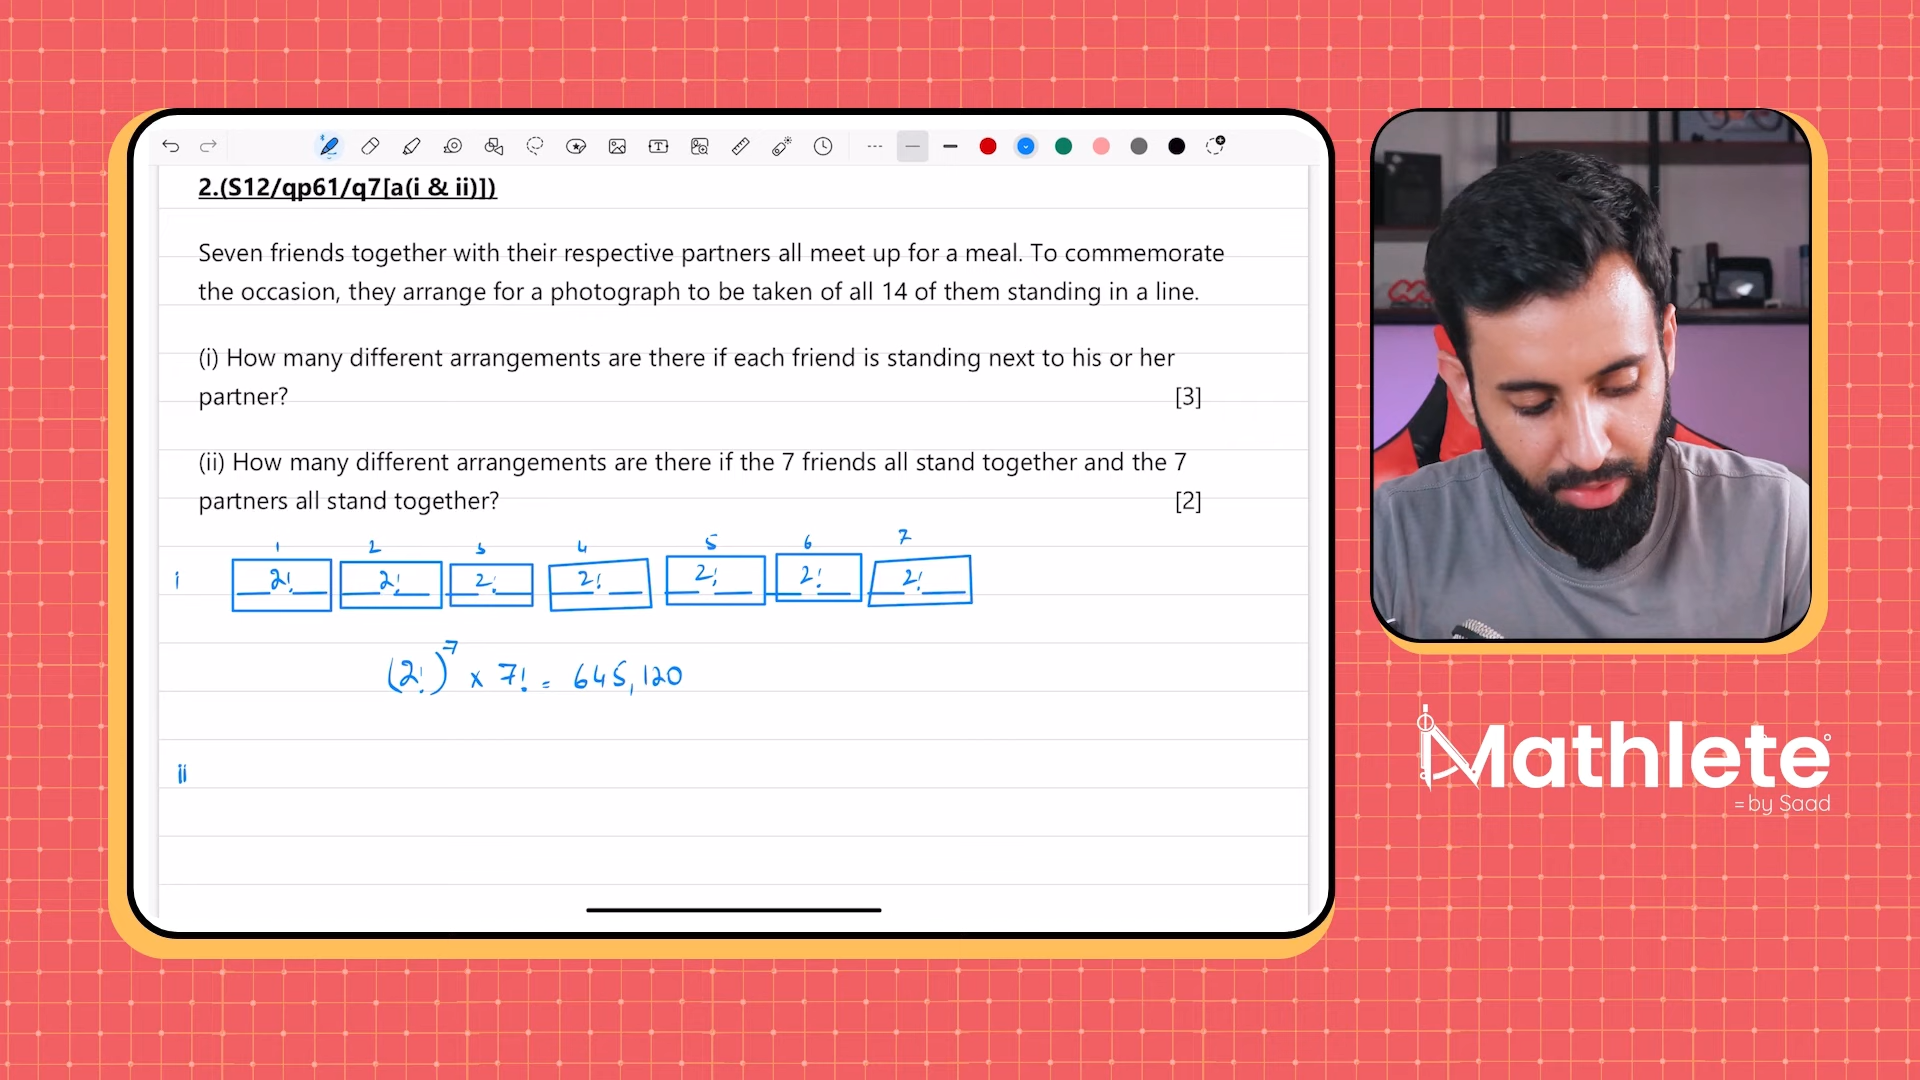 2.(S12/qp61/q7[a(i & ii)])
Seven friends together with their respective partners all meet up for a meal. To commemorate
the occasion, they arrange for a photograph to be taken of all 14 of them standing in a line.
(i) How many different arrangements are there if each friend is standing next to his or her
partner? [3]
(ii) How many different arrangements are there if the 7 friends all stand together and the 7
partners all stand together? [2]
1 2 3 4 5 6 7
i 2! 2! 2! 2! 2! 2! 2!
(2!)^7 x 7! = 645,120
ii
Mathlete
=by Saad